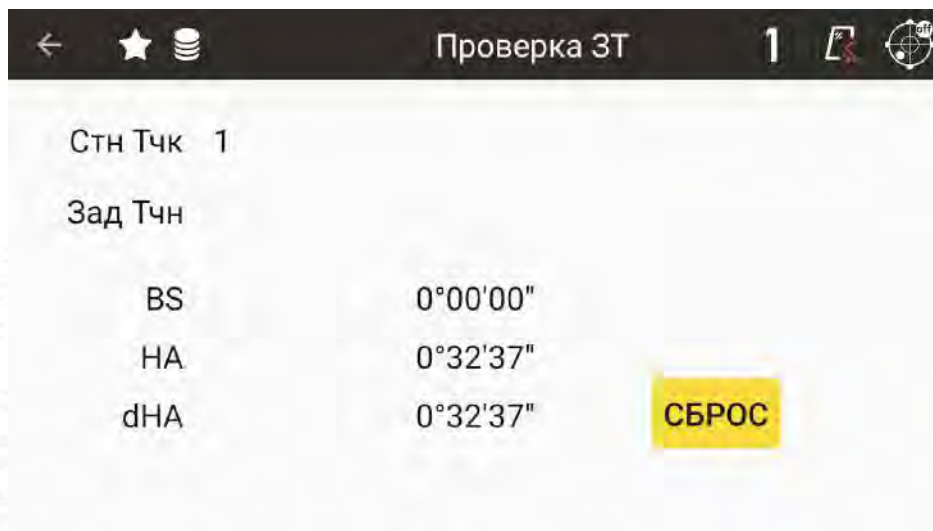 Проверка ЗТ 1
off
Стн Тчк 1
Зад Тчн
BS 0°00'00"
HA 0°32'37"
dHA 0°32'37" СБРОС